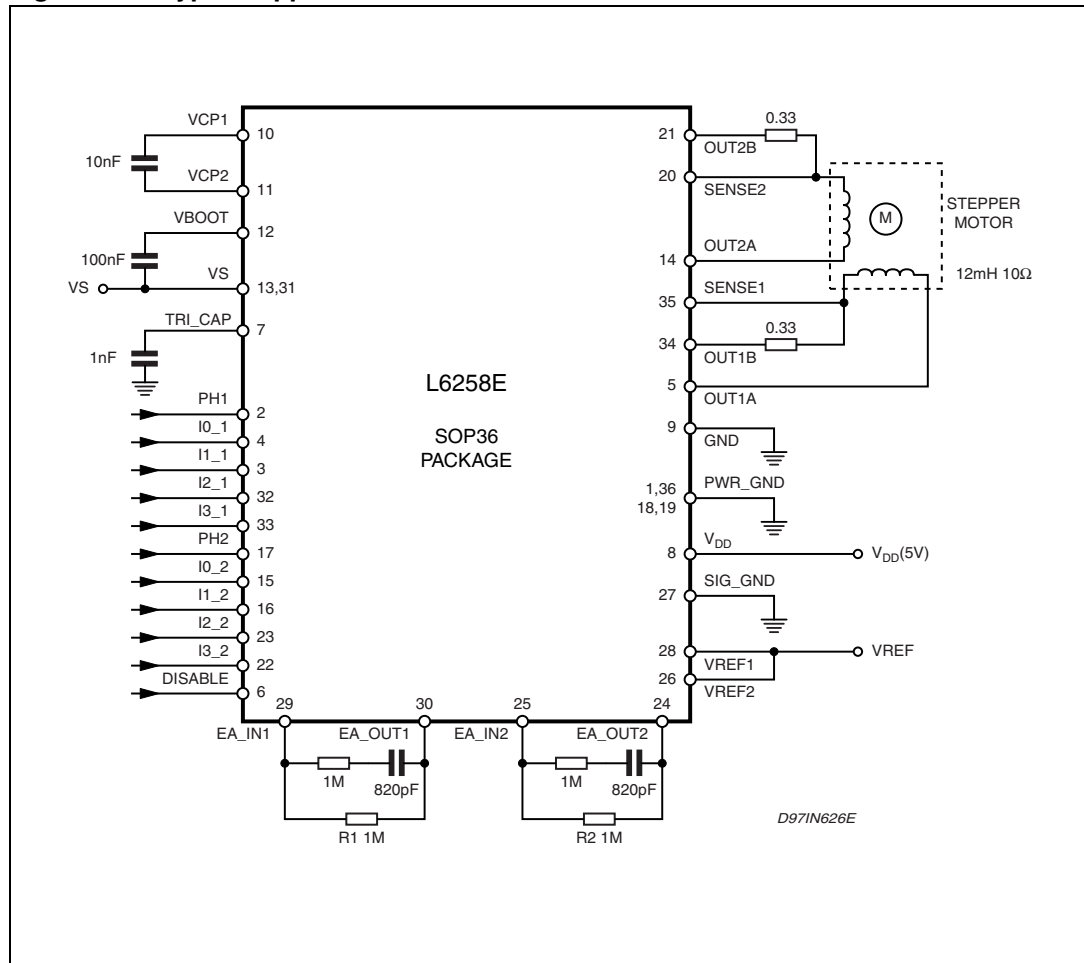 VCP1
10
10nF
VCP2
11
VBOOT
12
100nF
VS
VS
13,31
TRI_CAP
7
1nF
PH1
2
I0_1
4
I1_1
3
I2_1
32
I3_1
33
PH2
17
I0_2
15
I1_2
16
I2_2
23
I3_2
22
DISABLE
6
L6258E
SOP36
PACKAGE
21
0.33
OUT2B
20
SENSE2
M
STEPPER
MOTOR
14
OUT2A
12mH 10Ω
35
SENSE1
34
0.33
OUT1B
5
OUT1A
9
GND
1,36
18,19
PWR_GND
8
VDD
VDD(5V)
27
SIG_GND
28
VREF1
VREF
26
VREF2
29
30
25
24
EA_IN1
EA_OUT1
EA_IN2
EA_OUT2
1M
820pF
1M
820pF
R1 1M
R2 1M
D97IN626E